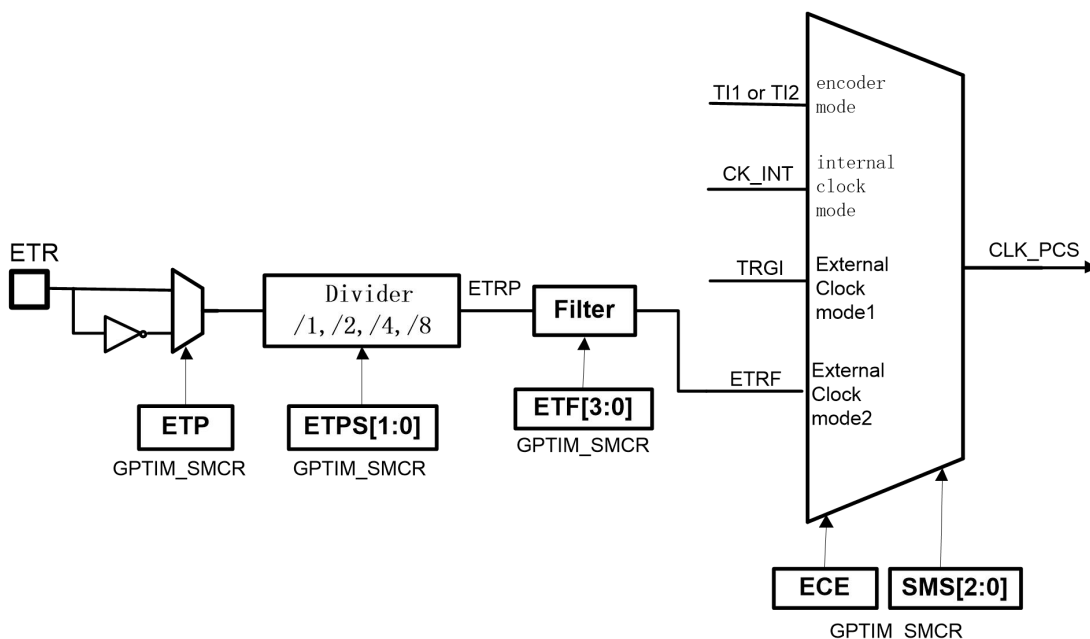 TI1 or TI2
encoder
mode
CK_INT
internal
clock
mode
ETR
TRGI
External
Clock
mode1
CLK_PCS
Divider
/1, /2, /4, /8
ETRP
Filter
ETRF
External
Clock
mode2
ETP
GPTIM_SMCR
ETPS[1:0]
GPTIM_SMCR
ETF[3:0]
GPTIM_SMCR
ECE
SMS[2:0]
GPTIM_SMCR